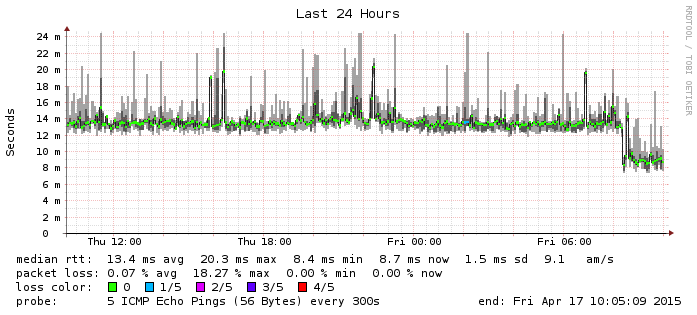 Last 24 Hours
RRDTOOL / TOBI OETIKER
Seconds
24 m
22 m
20 m
18 m
16 m
14 m
12 m
10 m
8 m
6 m
4 m
2 m
0
Thu 12:00 Thu 18:00 Fri 00:00 Fri 06:00
median rtt: 13.4 ms avg 20.3 ms max 8.4 ms min 8.7 ms now 1.5 ms sd 9.1 am/s
packet loss: 0.07 % avg 18.27 % max 0.00 % min 0.00 % now
loss color: 0 1/5 2/5 3/5 4/5
probe: 5 ICMP Echo Pings (56 Bytes) every 300s end: Fri Apr 17 10:05:09 2015